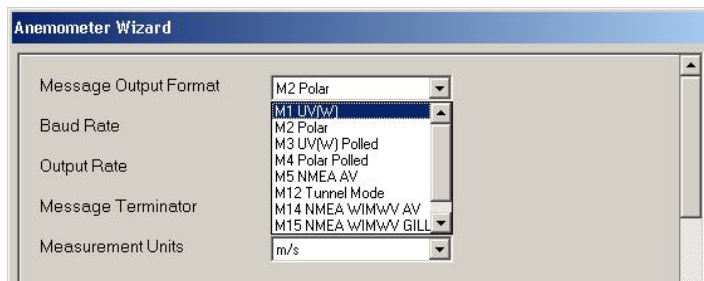 Anemometer Wizard
Message Output Format
M2 Polar
M1 UV(W)
M2 Polar
Baud Rate
M3 UV(W) Polled
M4 Polar Polled
Output Rate
M5 NMEA AV
M12 Tunnel Mode
Message Terminator
M14 NMEA WIMWV AV
M15 NMEA WIMWV GILL
Measurement Units
m/s